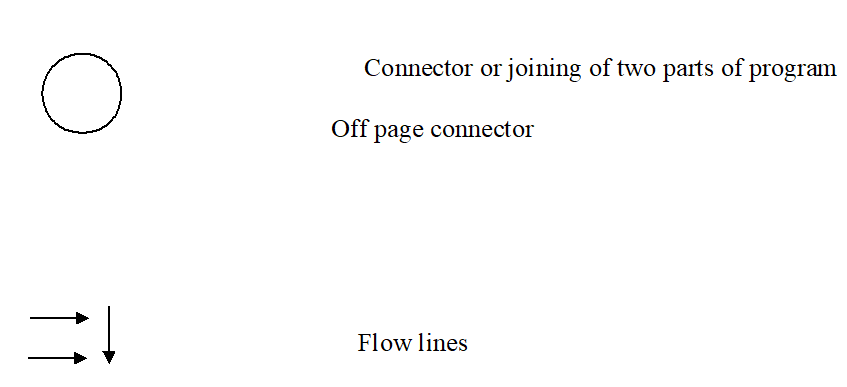 Connector or joining of two parts of program
Off page connector
Flow lines